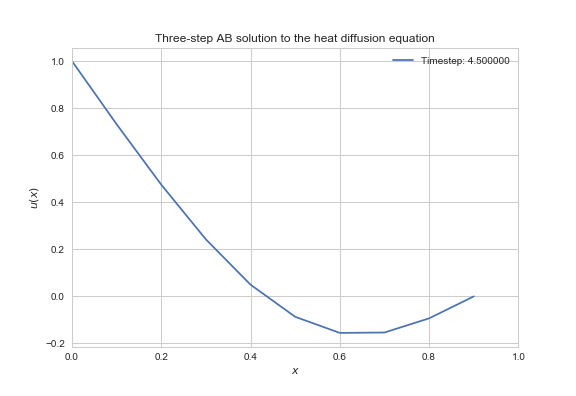 Three-step AB solution to the heat diffusion equation
Timestep: 4.500000
1.0
0.8
0.6
0.4
0.2
0.0
−0.2
u(x)
0.0 0.2 0.4 0.6 0.8 1.0
x